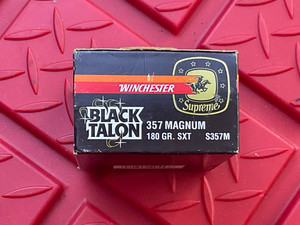 WINCHESTER
Supreme
BLACK
TALON
357 MAGNUM
180 GR. SXT S357M